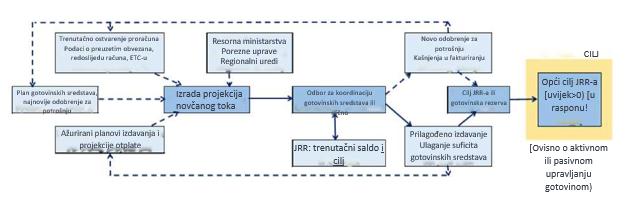 Trenutačno ostvarenje proračuna
Podaci o preuzetim obvezama,
redoslijedu računa, ETC-u
Resorna ministarstva
Porezne uprave
Regionalni uredi
Novo odobrenje za
potrošnju
Kašnjenja u fakturiranju
CILJ
Plan gotovinskih sredstava,
najnovije odobrenje za
potrošnju
Izrada projekcija
novčanog toka
Odbor za koordinaciju
gotovinskih sredstava ili
Cilj JRR-a ili
gotovinska rezerva
Opći cilj JRR-a
[uvijek>0) [u
rasponu!
Ažurirani planovi izdavanja i
projekcije otplate
JRR: trenutačni saldo i
cilj
Prilagođeno izdavanje
Ulaganje suficita
gotovinskih sredstava
[Ovisno o aktivnom
ili pasivnom
upravljanju
gotovinom)